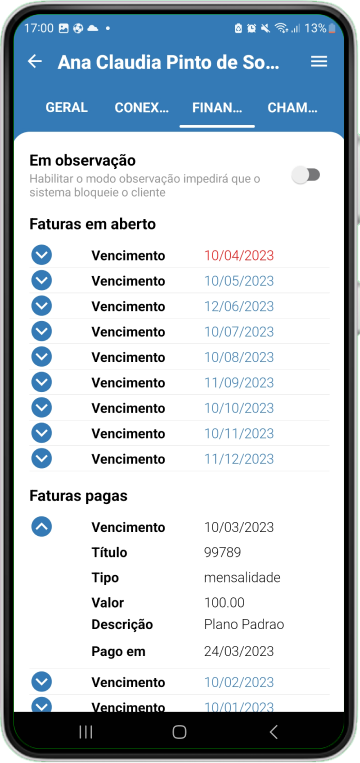 17:00 13%
Ana Claudia Pinto de So...
GERAL CONEX... FINAN... CHAM...
Em observação
Habilitar o modo observação impedirá que o
sistema bloqueie o cliente
Faturas em aberto
Vencimento 10/04/2023
Vencimento 10/05/2023
Vencimento 12/06/2023
Vencimento 10/07/2023
Vencimento 10/08/2023
Vencimento 11/09/2023
Vencimento 10/10/2023
Vencimento 10/11/2023
Vencimento 11/12/2023
Faturas pagas
Vencimento 10/03/2023
Título 99789
Tipo mensalidade
Valor 100.00
Descrição Plano Padrao
Pago em 24/03/2023
Vencimento 10/02/2023
Vencimento 10/01/2023